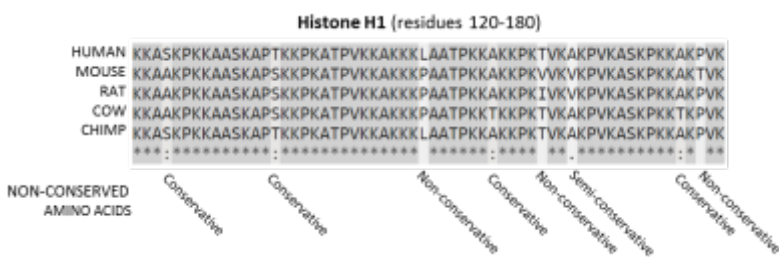 Histone H1 (residues 120-180)
HUMAN KKASKPKKAASKAPTKKPKATPVKKAKKKLAATPKKAKKPKTVKAKPVKASKPKKAKPVK
MOUSE KKAAKPKKAASKAPSKKPKATPVKKAKKKPAATPKKAKKPKVVKVKPVKASKPKKAKTVK
RAT KKAAKPKKAASKAPSKKPKATPVKKAKKKPAATPKKAKKPKIVKVKPVKASKPKKAKPVK
COW KKAAKPKKAASKAPSKKPKATPVKKAKKKPAATPKKTKKPKTVKAKPVKASKPKKTKPVK
CHIMP KKASKPKKAASKAPTKKPKATPVKKAKKKLAATPKKAKKPKTVKAKPVKASKPKKAKPVK
***:**********:************** ******:**** **.**********:* **
NON-CONSERVED
AMINO ACIDS
Conservative
Conservative
Non-conservative
Conservative
Non-conservative
Semi-conservative
Conservative
Non-conservative